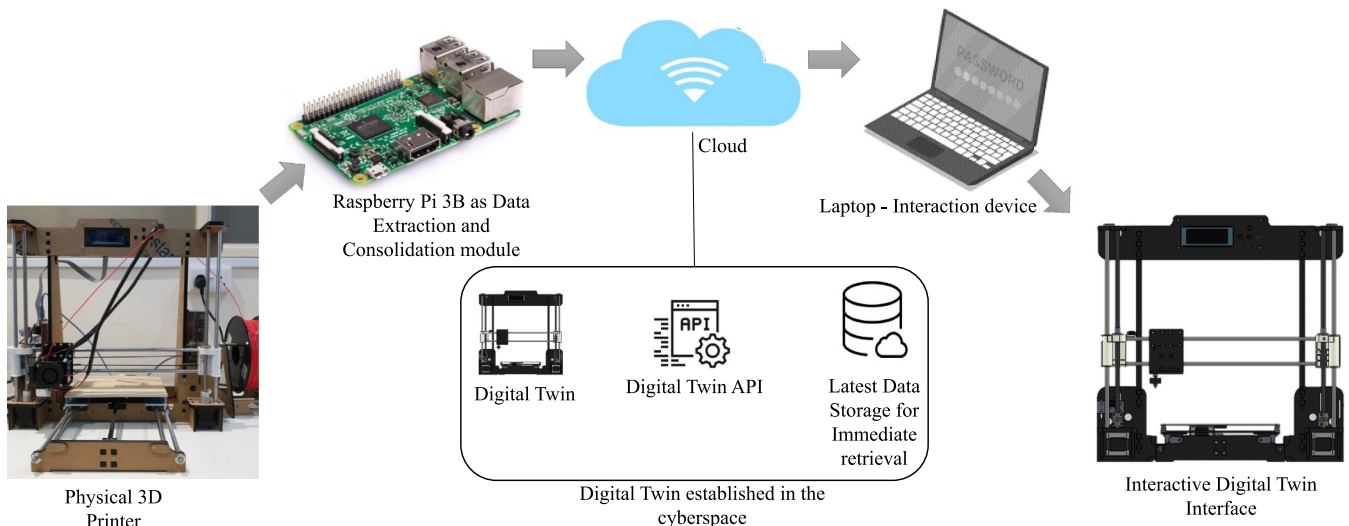 PASSWORD
Cloud
Raspberry Pi 3B as Data
Extraction and
Consolidation module
Laptop - Interaction device
API
Digital Twin
Digital Twin API
Latest Data
Storage for
Immediate
retrieval
Physical 3D
Printer
Digital Twin established in the
cyberspace
Interactive Digital Twin
Interface